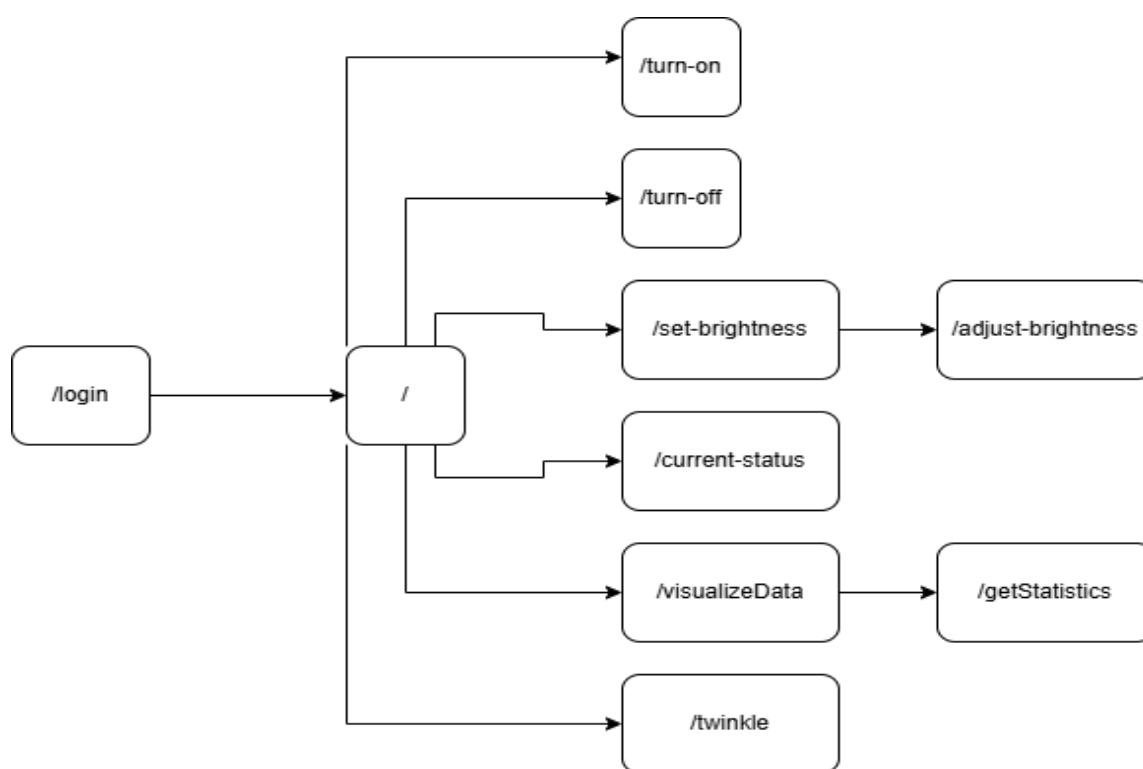 /turn-on
/turn-off
/set-brightness
/adjust-brightness
/login
/
/current-status
/visualizeData
/getStatistics
/twinkle